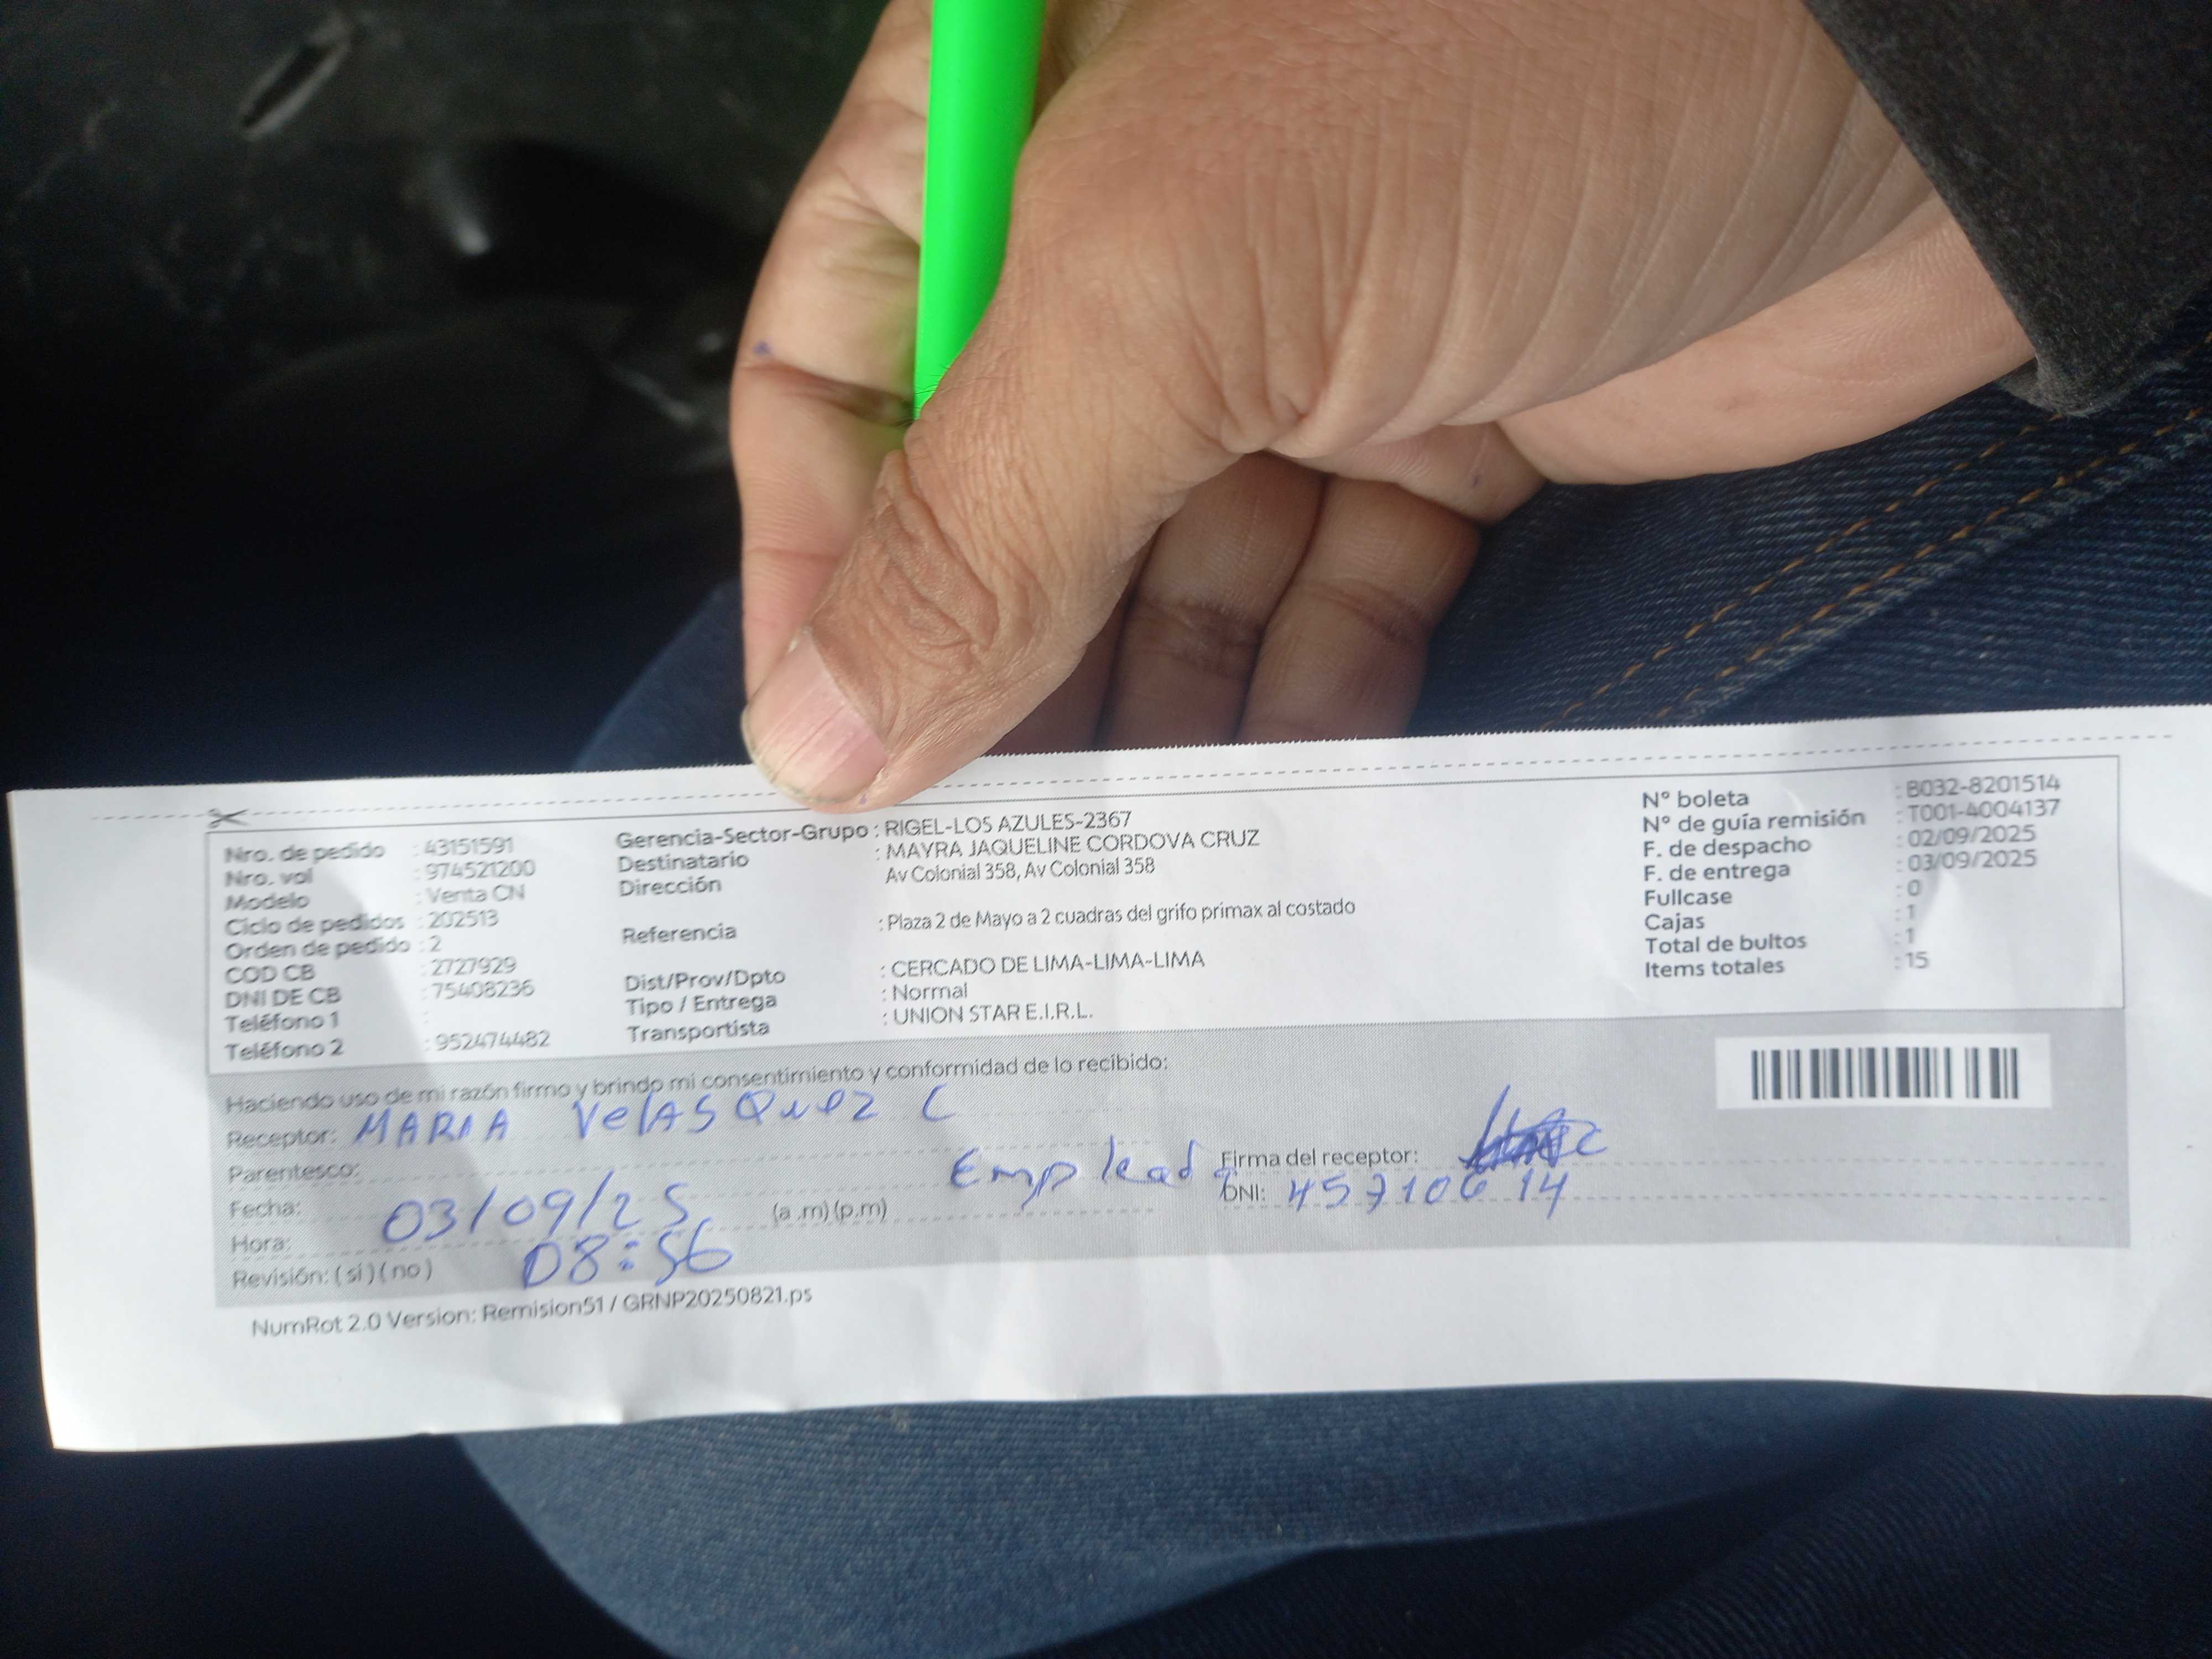 Nro. de pedido : 43151591
Nro. vol : 974521200
Modelo : Venta CN
Ciclo de pedidos : 202513
Orden de pedido : 2
COD CB : 2727929
DNI DE CB : 75408236
Teléfono 1 :
Teléfono 2 : 952474482
Gerencia-Sector-Grupo : RIGEL-LOS AZULES-2367
Destinatario : MAYRA JAQUELINE CORDOVA CRUZ
Dirección Av Colonial 358, Av Colonial 358
Referencia : Plaza 2 de Mayo a 2 cuadras del grifo primax al costado
Dist/Prov/Dpto : CERCADO DE LIMA-LIMA-LIMA
Tipo / Entrega : Normal
Transportista : UNION STAR E.I.R.L.
N° boleta : B032-8201514
N° de guía remisión : T001-4004137
F. de despacho : 02/09/2025
F. de entrega : 03/09/2025
Fullcase : 0
Cajas : 1
Total de bultos : 1
Items totales : 15
Haciendo uso de mi razón firmo y brindo mi consentimiento y conformidad de lo recibido:
Receptor: MARIA VelASQuez C
Parentesco: Emplead
Fecha: 03/09/25 (a .m) (p.m)
Hora: 08:56
Revisión: ( si ) ( no )
Firma del receptor:
DNI: 45710614
NumRot 2.0 Version: Remision51 / GRNP20250821.ps